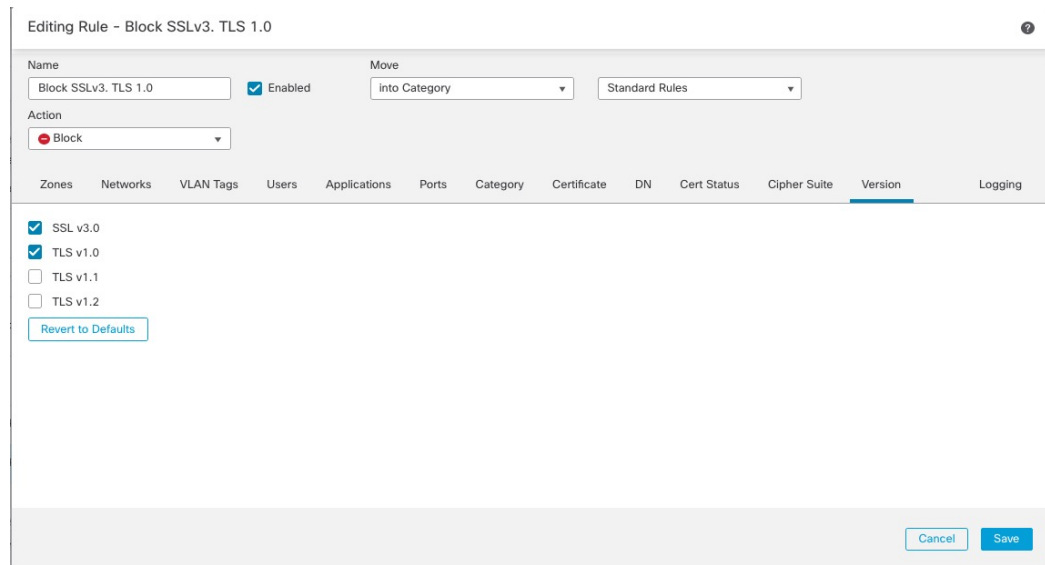 Editing Rule - Block SSLv3. TLS 1.0
Name
Move
Block SSLv3. TLS 1.0
Enabled
into Category
Standard Rules
Action
Block
Zones Networks VLAN Tags Users Applications Ports Category Certificate DN Cert Status Cipher Suite Version Logging
SSL v3.0
TLS v1.0
TLS v1.1
TLS v1.2
Revert to Defaults
Cancel Save